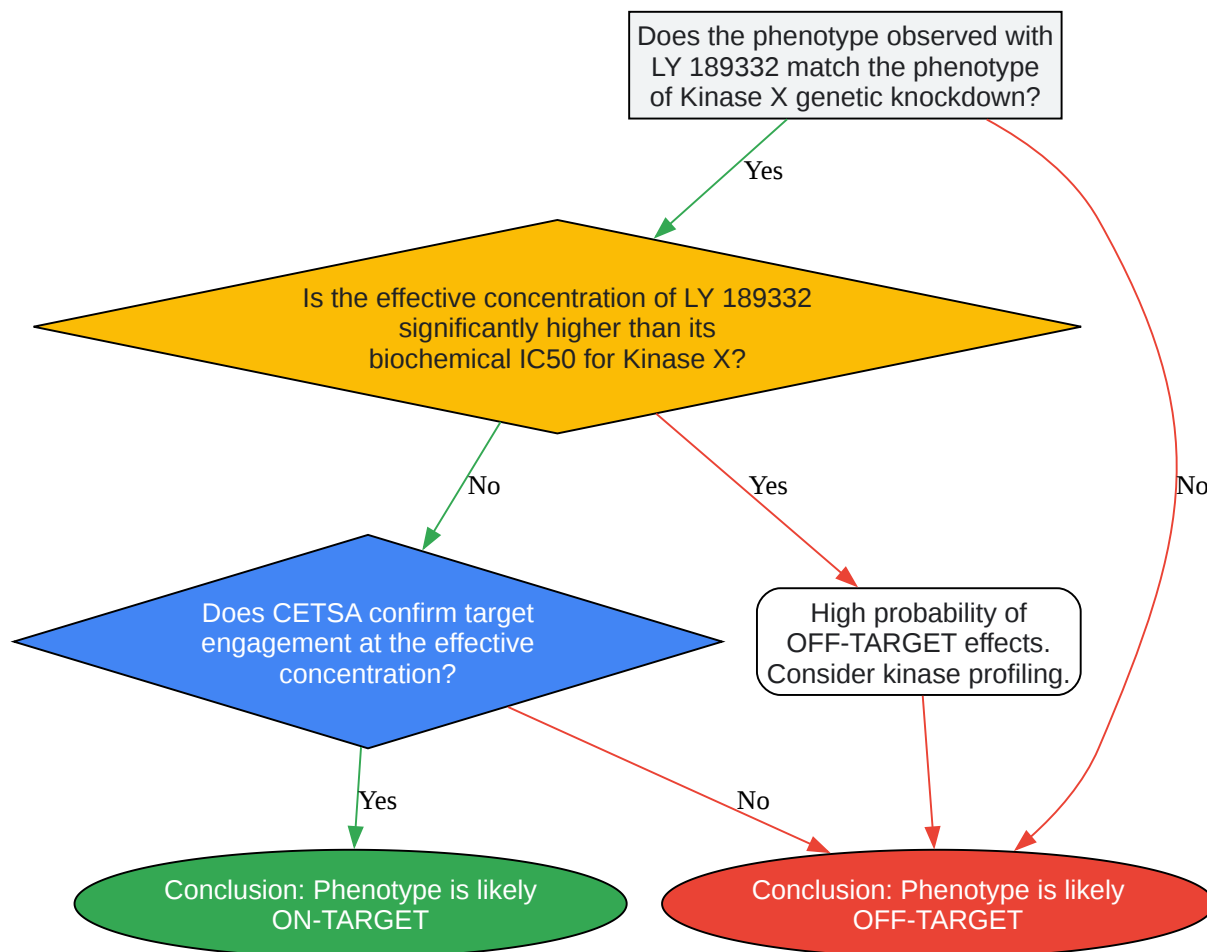 Does the phenotype observed with
LY 189332 match the phenotype
of Kinase X genetic knockdown?
Yes
Is the effective concentration of LY 189332
significantly higher than its
biochemical IC50 for Kinase X?
No
Yes
No
Does CETSA confirm target
engagement at the effective
concentration?
High probability of
OFF-TARGET effects.
Consider kinase profiling.
Yes
No
Conclusion: Phenotype is likely
ON-TARGET
Conclusion: Phenotype is likely
OFF-TARGET